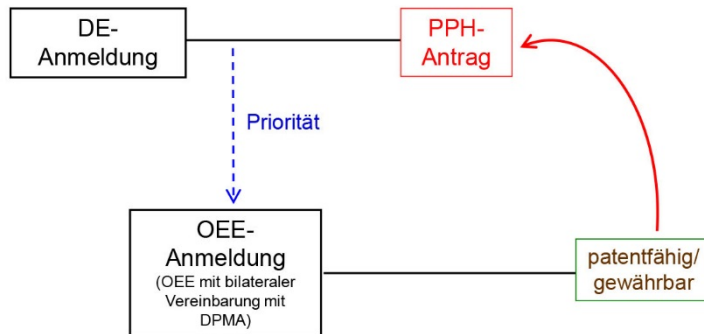 DE-
Anmeldung
PPH-
Antrag
Priorität
OEE-
Anmeldung
(OEE mit bilateraler
Vereinbarung mit
DPMA)
patentfähig/
gewährbar